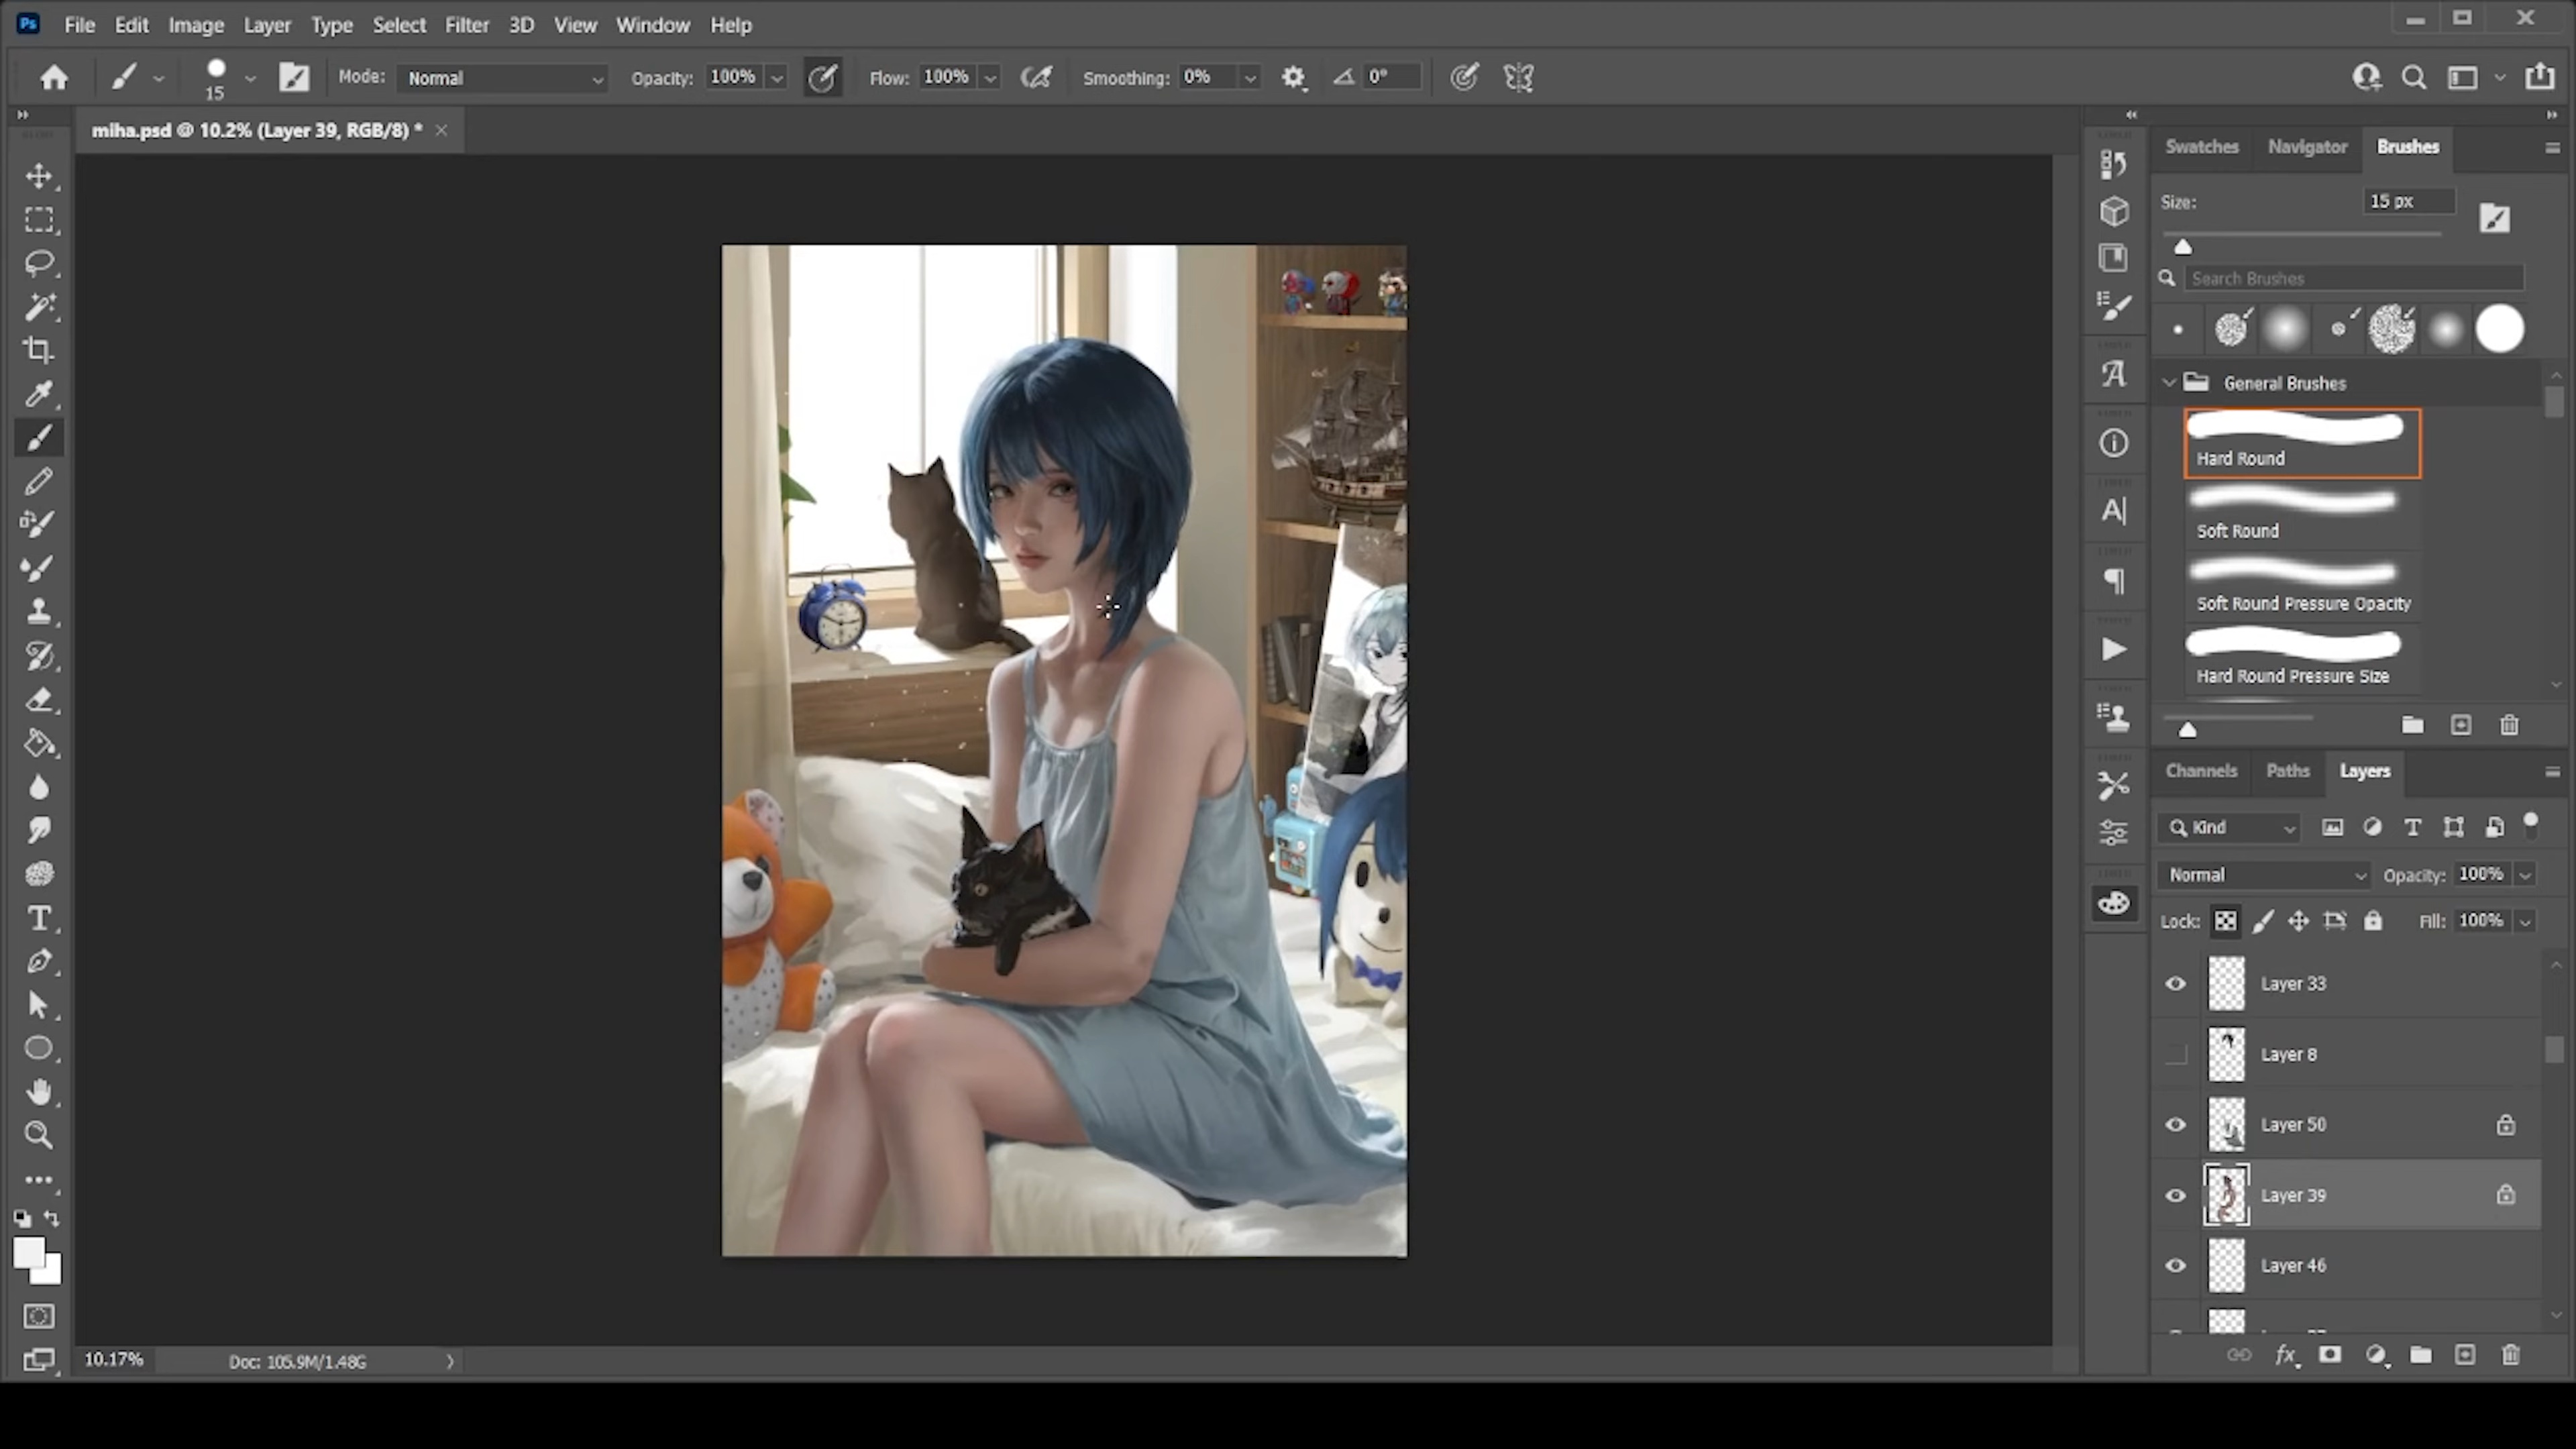 Ps File Edit Image Layer Type Select Filter 3D View Window Help
15 Mode: Normal Opacity: 100% Flow: 100% Smoothing: 0% 0°
miha.psd @ 10.2% (Layer 39, RGB/8) *
Swatches Navigator Brushes
Size: 15 px
Search Brushes
General Brushes
Hard Round
Soft Round
Soft Round Pressure Opacity
Hard Round Pressure Size
Channels Paths Layers
Kind
Normal Opacity: 100%
Lock: Fill: 100%
Layer 33
Layer 8
Layer 50
Layer 39
Layer 46
10.17% Doc: 105.9M/1.48G